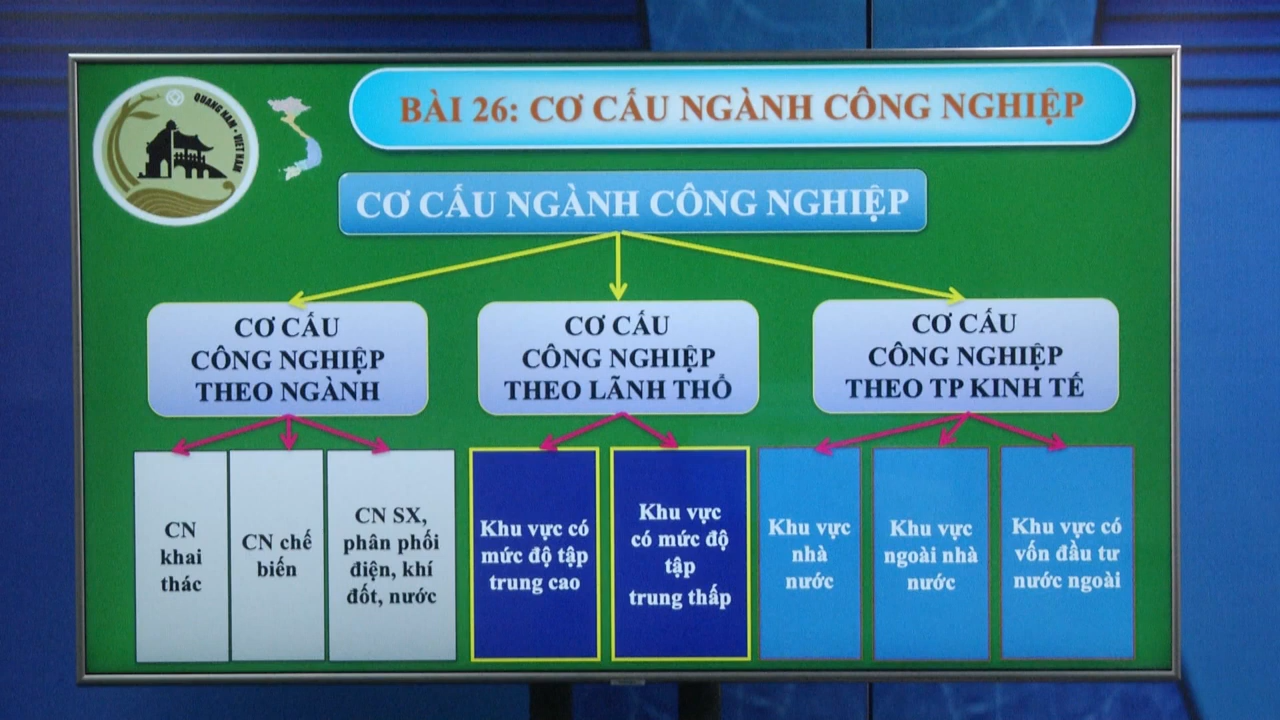 QUANG NAM • VIET NAM
BÀI 26: CƠ CẤU NGÀNH CÔNG NGHIỆP
CƠ CẤU NGÀNH CÔNG NGHIỆP
CƠ CẤU
CÔNG NGHIỆP
THEO NGÀNH
CƠ CẤU
CÔNG NGHIỆP
THEO LÃNH THỔ
CƠ CẤU
CÔNG NGHIỆP
THEO TP KINH TẾ
CN
khai
thác
CN chế
biến
CN SX,
phân phối
điện, khí
đốt, nước
Khu vực có
mức độ tập
trung cao
Khu vực
có mức độ
tập
trung thấp
Khu vực
nhà
nước
Khu vực
ngoài nhà
nước
Khu vực có
vốn đầu tư
nước ngoài